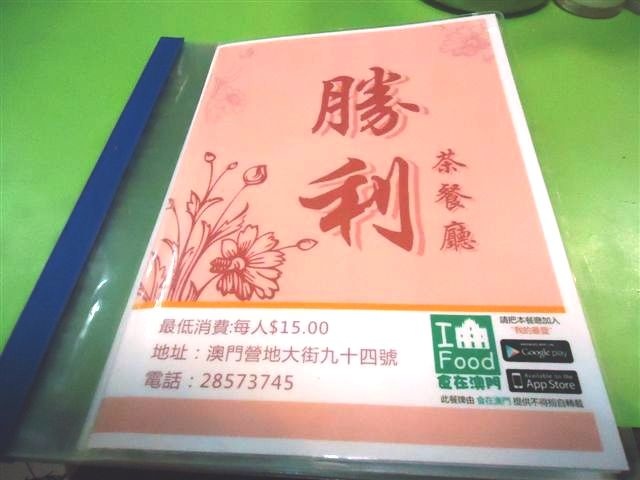 勝利
茶餐廳
最低消費:每人$15.00
地址：澳門營地大街九十四號
電話：28573745
I
Food
食在澳門
請把本餐廳加入
"我的最愛"
Google play
Available on the
App Store
此餐牌由 食在澳門 提供不得擅自轉載